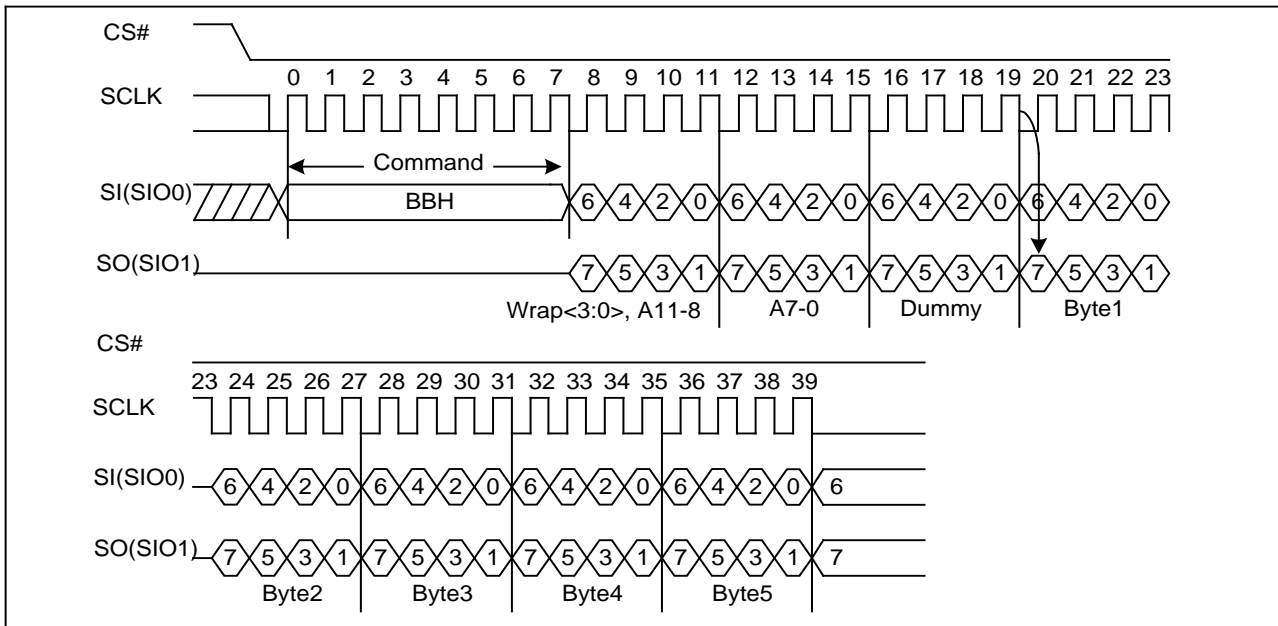 CS#
0 1 2 3 4 5 6 7 8 9 10 11 12 13 14 15 16 17 18 19 20 21 22 23
SCLK
Command
SI(SIO0) BBH 6 4 2 0 6 4 2 0 6 4 2 0 6 4 2 0
SO(SIO1) 7 5 3 1 7 5 3 1 7 5 3 1 7 5 3 1
Wrap<3:0>, A11-8 A7-0 Dummy Byte1
CS#
23 24 25 26 27 28 29 30 31 32 33 34 35 36 37 38 39
SCLK
SI(SIO0) 6 4 2 0 6 4 2 0 6 4 2 0 6 4 2 0 6
SO(SIO1) 7 5 3 1 7 5 3 1 7 5 3 1 7 5 3 1 7
Byte2 Byte3 Byte4 Byte5